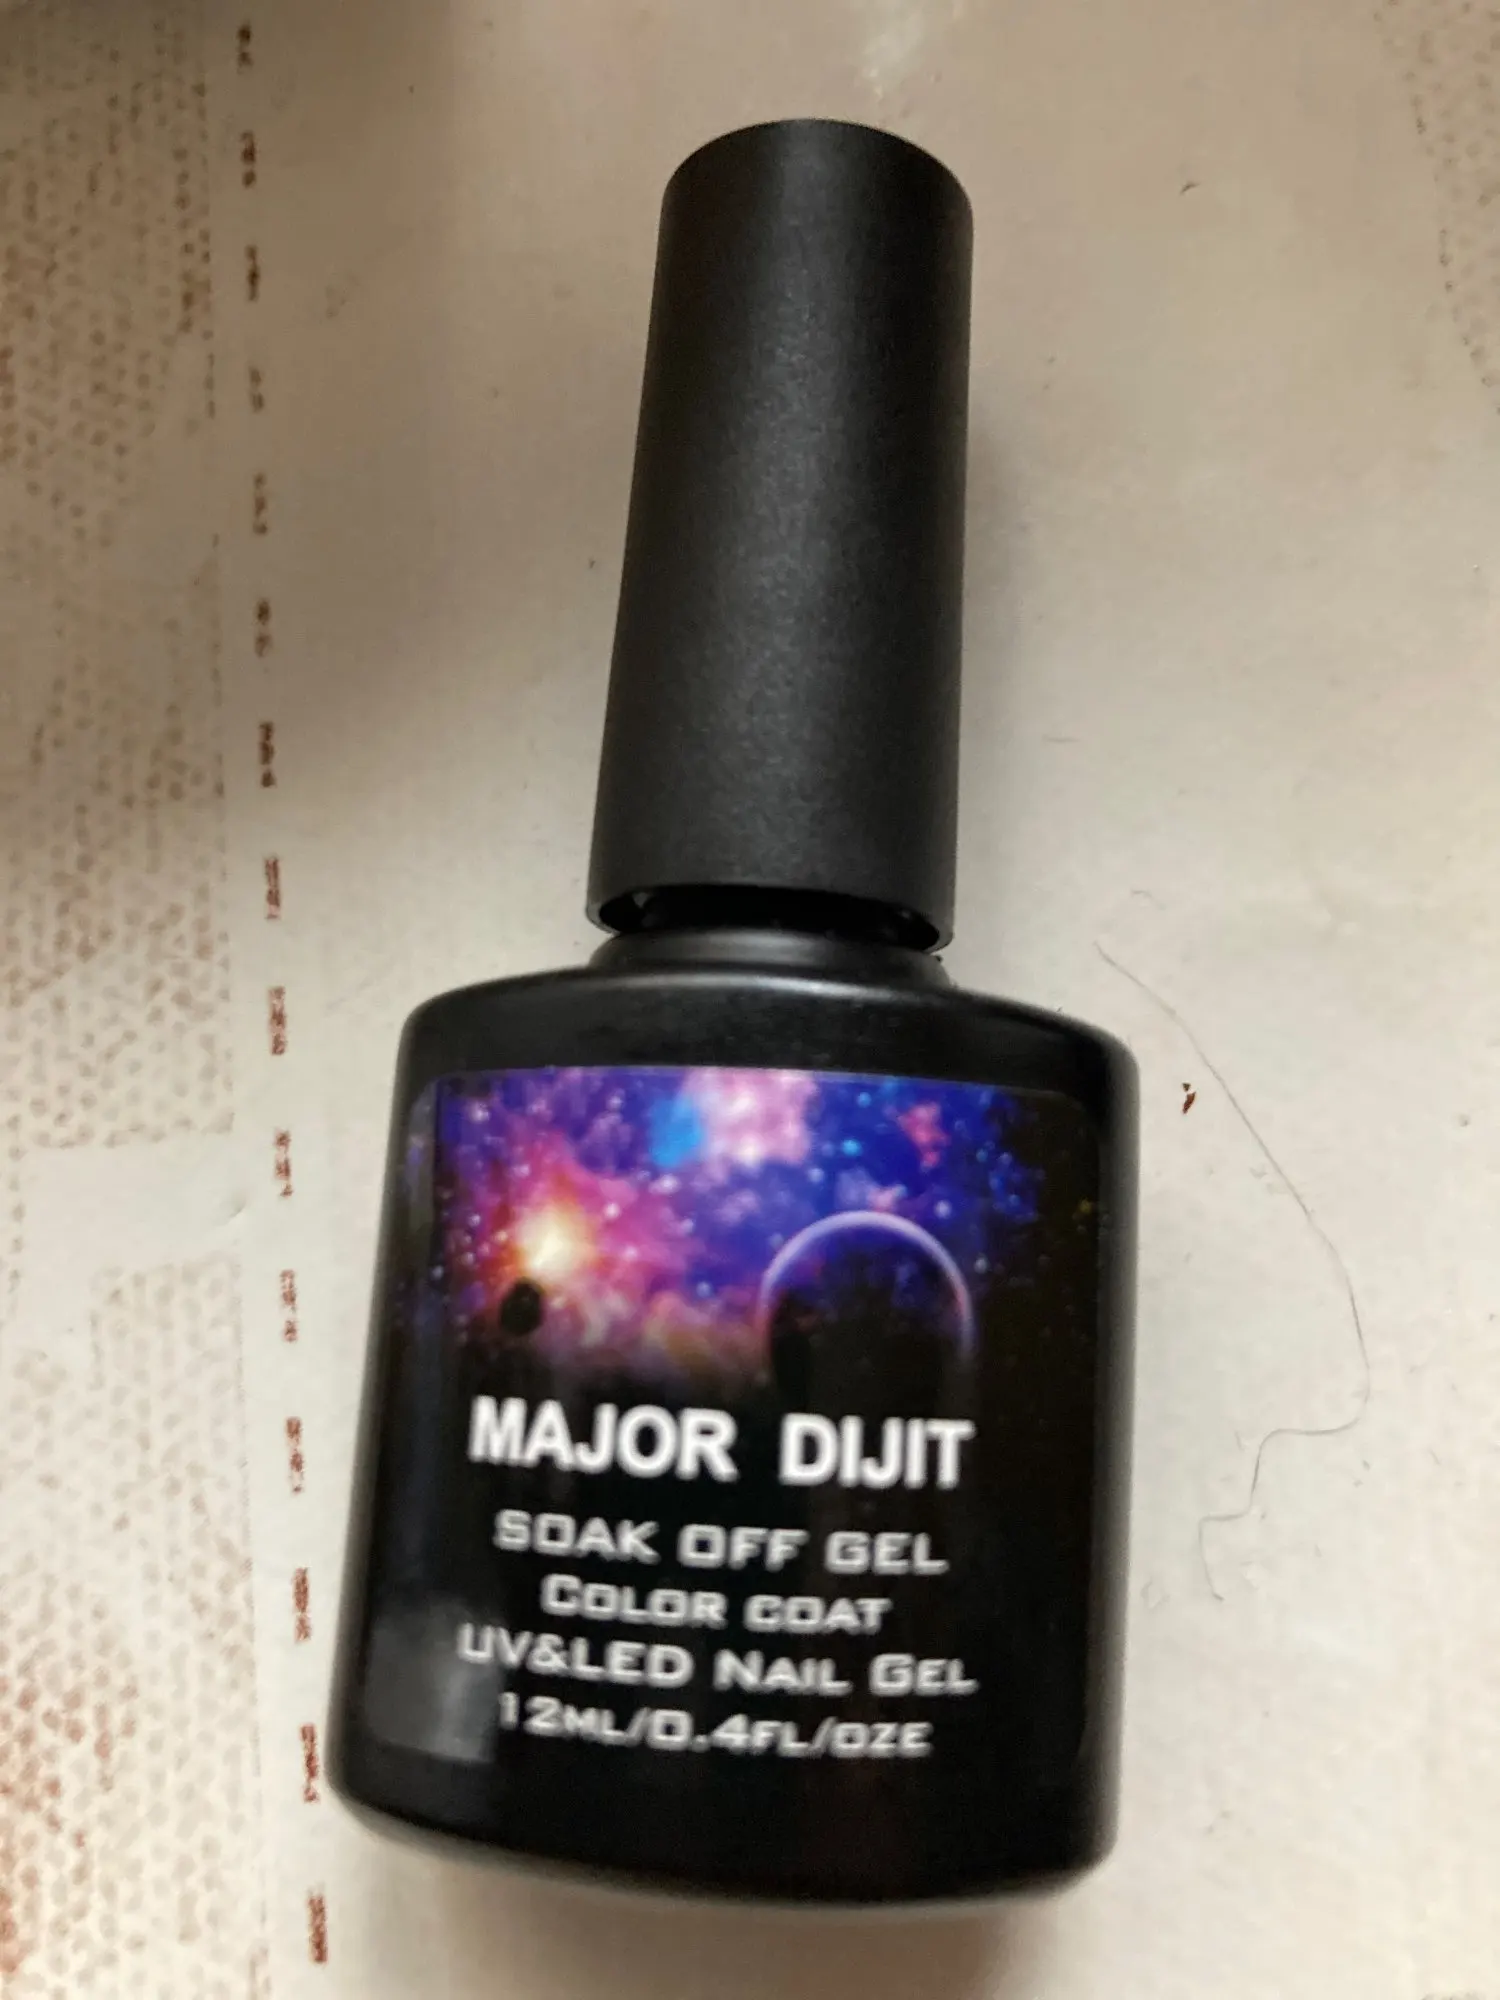 MAJOR DIJIT
SOAK OFF GEL
COLOR COAT
UV&LED NAIL GEL
12ML/0.4FL/OZE